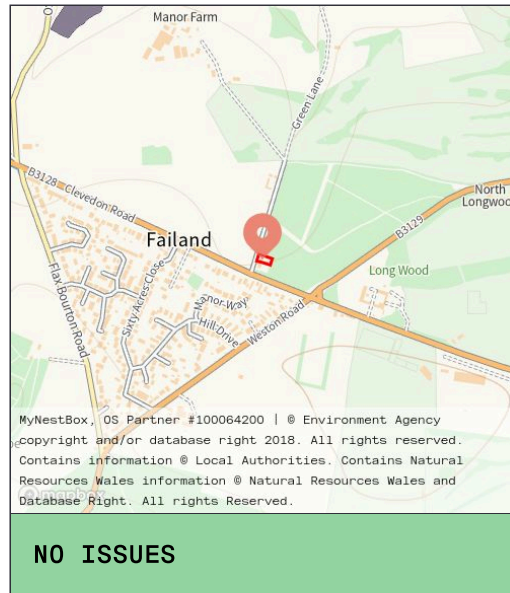 Manor Farm
Green Lane
B3128
Clevedon Road
North
Longwood
B3129
Failand
Long Wood
Flax Bourton Road
Sixty Acres Close
Manor Way
Hill Drive
Weston Road
MyNestBox, OS Partner #100064200 | © Environment Agency
copyright and/or database right 2018. All rights reserved.
Contains information © Local Authorities. Contains Natural
Resources Wales information © Natural Resources Wales and
Database Right. All rights Reserved.
mapbox
NO ISSUES